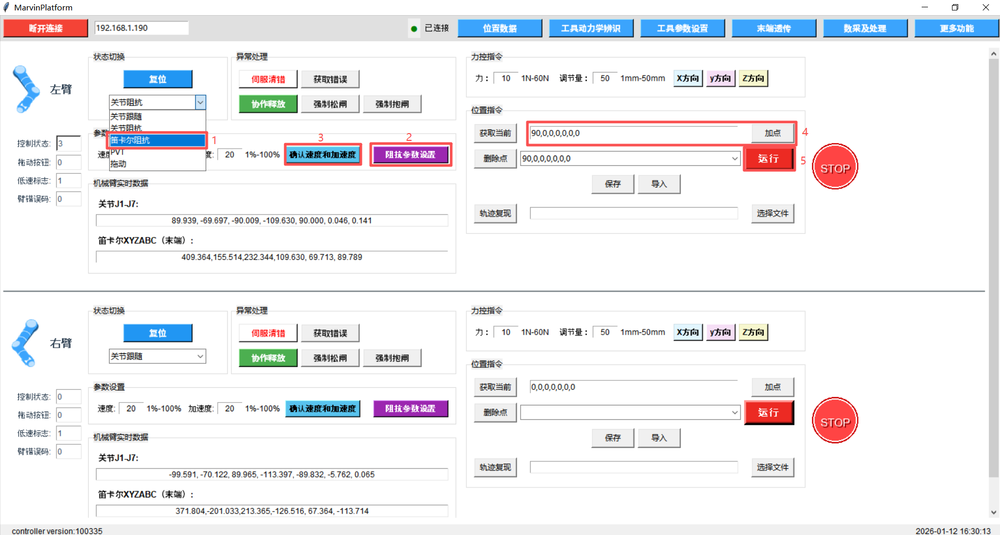 MarvinPlatform
断开连接 192.168.1.190 已连接 位置数据 工具动力学辨识 工具参数设置 末端透传 数采及处理 更多功能
左臂
状态切换
复位
关节阻抗
关节跟随
关节阻抗
笛卡尔阻抗 1
PVT
拖动
异常处理
伺服清错 获取错误
协作释放 强制松闸 强制抱闸
控制状态: 3
拖动按钮: 0
低速标志: 1
臂错误码: 0
参数
速度 度: 20 1%-100% 确认速度和加速度 3 阻抗参数设置 2
机械臂实时数据
关节J1-J7:
89.939, -69.697, -90.009, -109.630, 90.000, 0.046, 0.141
笛卡尔XYZABC（末端）:
409.364,155.514,232.344,109.630, 69.713, 89.789
力控指令
力: 10 1N-60N 调节量: 50 1mm-50mm X方向 y方向 Z方向
位置指令
获取当前 90,0,0,0,0,0,0 加点 4
删除点 90,0,0,0,0,0,0 运行 5
保存 导入
轨迹复现 选择文件
STOP
右臂
状态切换
复位
关节跟随
异常处理
伺服清错 获取错误
协作释放 强制松闸 强制抱闸
控制状态: 0
拖动按钮: 0
低速标志: 1
臂错误码: 0
参数设置
速度: 20 1%-100% 加速度: 20 1%-100% 确认速度和加速度 阻抗参数设置
机械臂实时数据
关节J1-J7:
-99.591, -70.122, 89.965, -113.397, -89.832, -5.762, 0.065
笛卡尔XYZABC（末端）:
371.804,-201.033,213.365,-126.516, 67.364, -113.714
力控指令
力: 10 1N-60N 调节量: 50 1mm-50mm X方向 y方向 Z方向
位置指令
获取当前 0,0,0,0,0,0,0 加点
删除点 运行
保存 导入
轨迹复现 选择文件
STOP
controller version:100335 2026-01-12 16:30:13